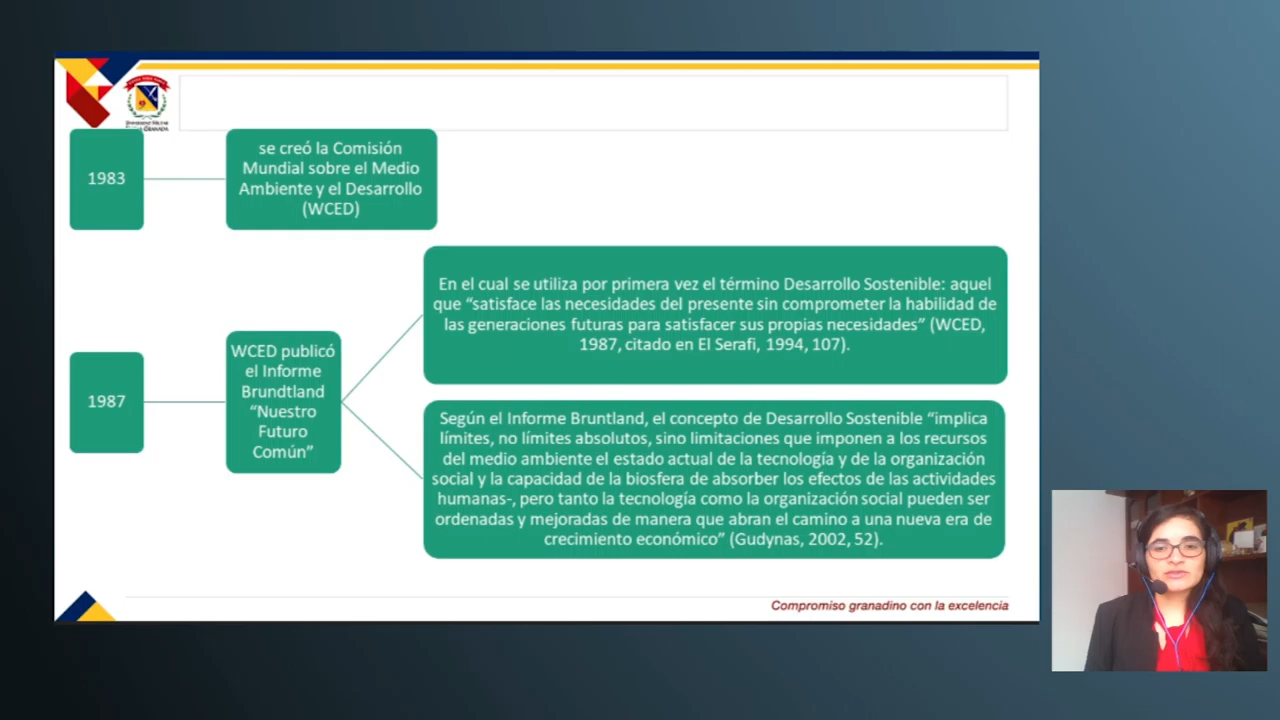 UNIVERSIDAD MILITAR
NUEVA GRANADA
1983
se creó la Comisión
Mundial sobre el Medio
Ambiente y el Desarrollo
(WCED)
1987
WCED publicó
el Informe
Brundtland
“Nuestro
Futuro
Común”
En el cual se utiliza por primera vez el término Desarrollo Sostenible: aquel
que “satisface las necesidades del presente sin comprometer la habilidad de
las generaciones futuras para satisfacer sus propias necesidades” (WCED,
1987, citado en El Serafi, 1994, 107).
Según el Informe Bruntland, el concepto de Desarrollo Sostenible “implica
límites, no límites absolutos, sino limitaciones que imponen a los recursos
del medio ambiente el estado actual de la tecnología y de la organización
social y la capacidad de la biosfera de absorber los efectos de las actividades
humanas-, pero tanto la tecnología como la organización social pueden ser
ordenadas y mejoradas de manera que abran el camino a una nueva era de
crecimiento económico” (Gudynas, 2002, 52).
Compromiso granadino con la excelencia